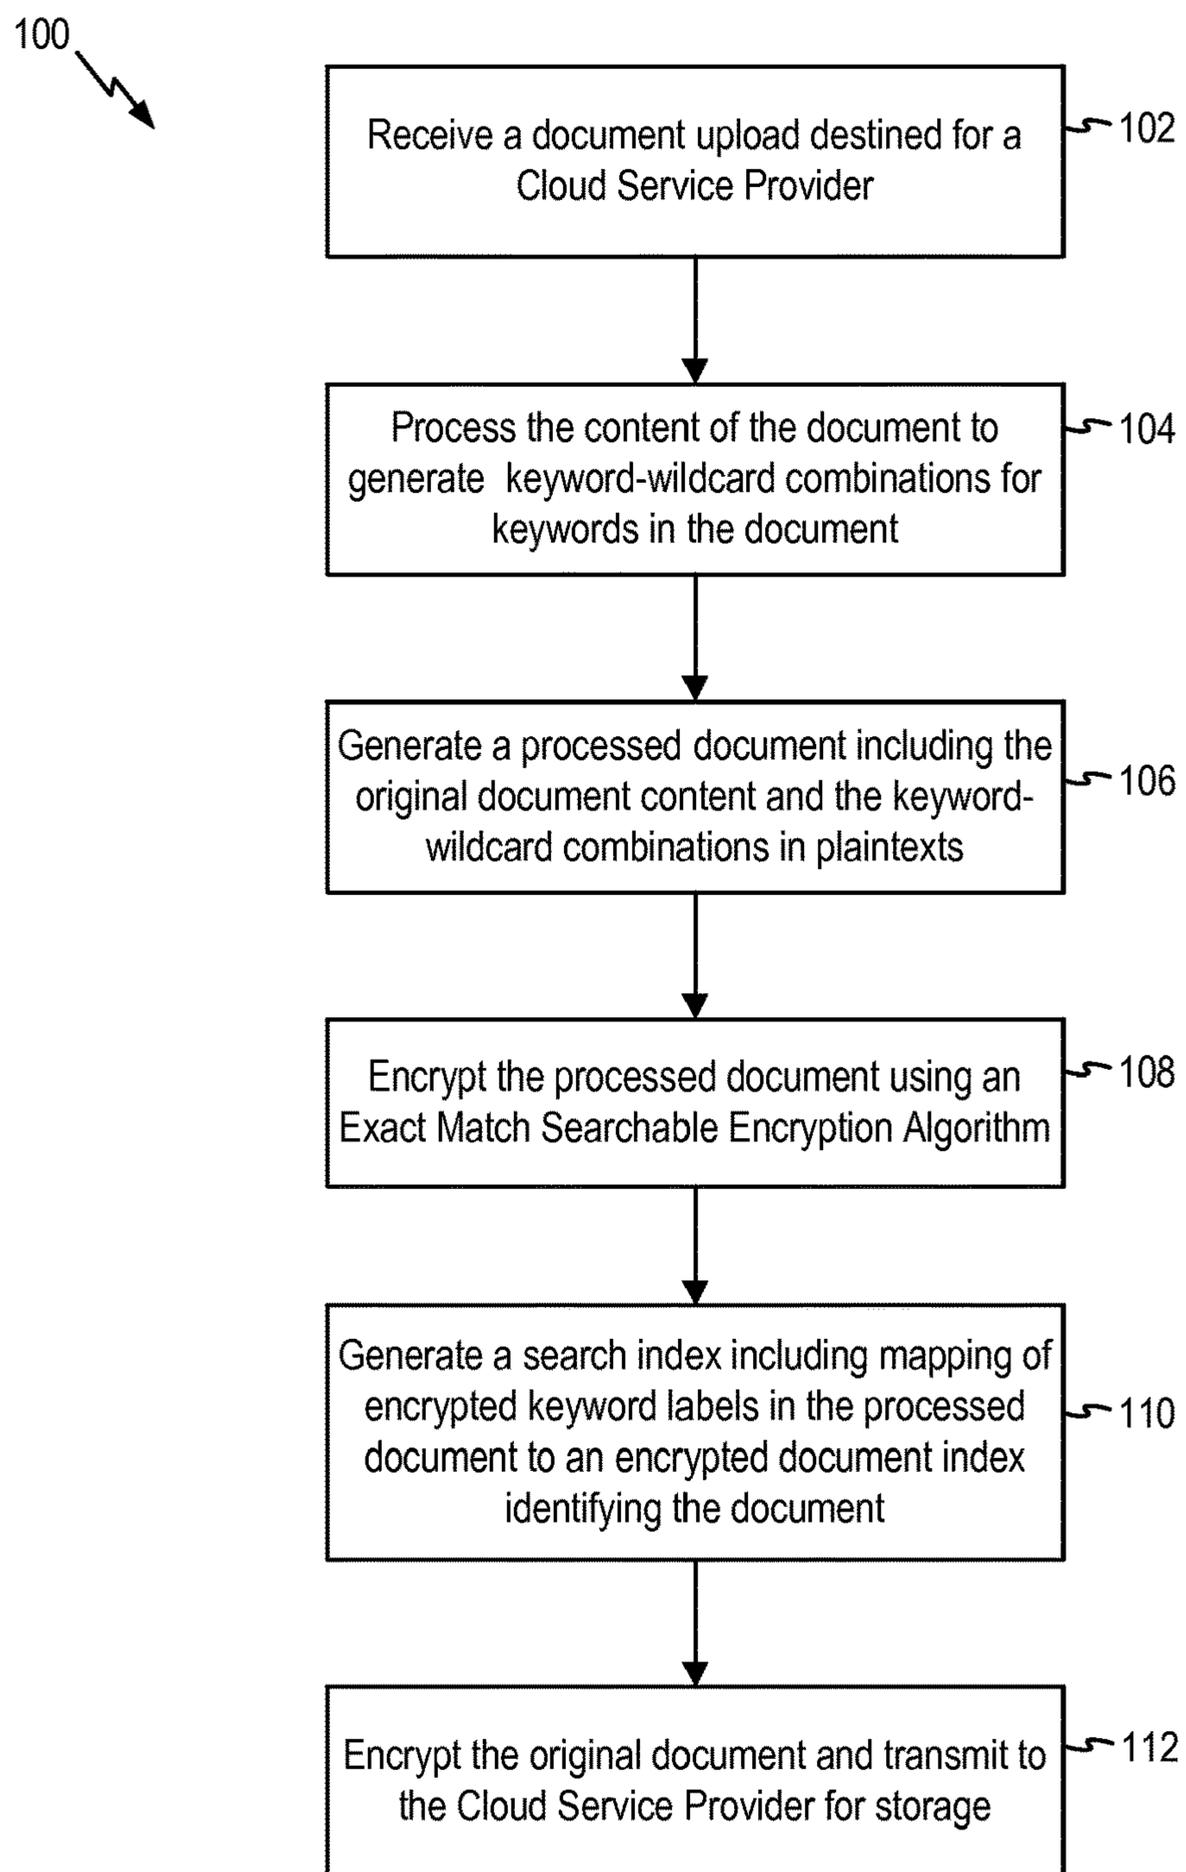 100
Receive a document upload destined for a
Cloud Service Provider
102
Process the content of the document to
generate keyword-wildcard combinations for
keywords in the document
104
Generate a processed document including the
original document content and the keyword-
wildcard combinations in plaintexts
106
Encrypt the processed document using an
Exact Match Searchable Encryption Algorithm
108
Generate a search index including mapping of
encrypted keyword labels in the processed
document to an encrypted document index
identifying the document
110
Encrypt the original document and transmit to
the Cloud Service Provider for storage
112